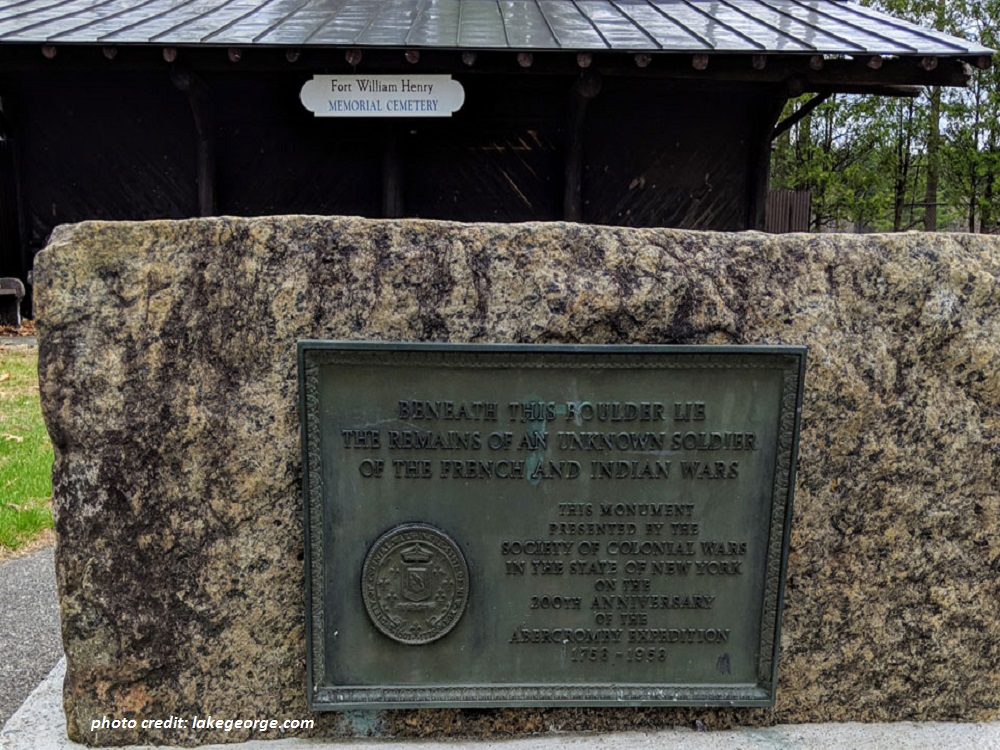 Fort William Henry
MEMORIAL CEMETERY
BENEATH THIS BOULDER LIE
THE REMAINS OF AN UNKNOWN SOLDIER
OF THE FRENCH AND INDIAN WARS
THIS MONUMENT
PRESENTED BY THE
SOCIETY OF COLONIAL WARS
IN THE STATE OF NEW YORK
ON THE
200TH ANNIVERSARY
OF THE
ABERCROMBY EXPEDITION
1758 - 1958
photo credit: lakegeorge.com